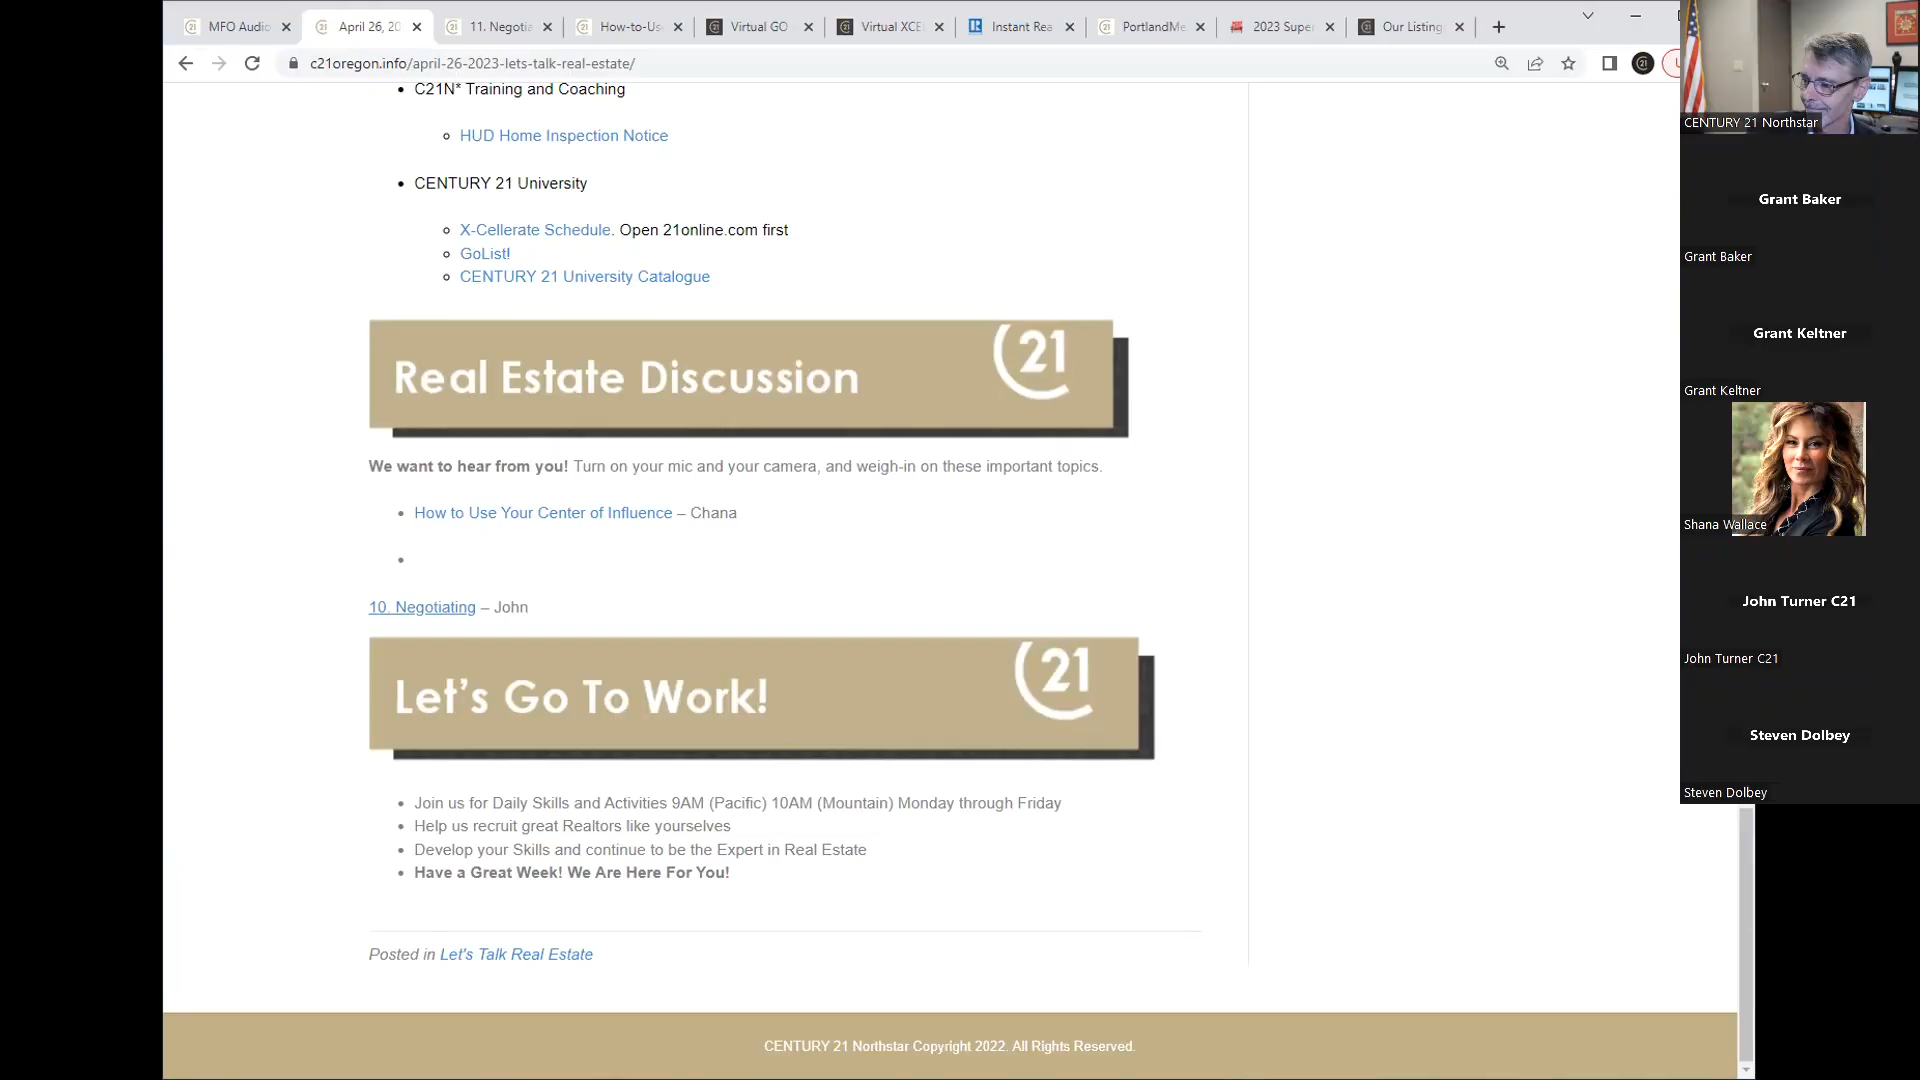 MFO Audio
April 26, 20
11. Negotia
How-to-Us
Virtual GO
Virtual XCE
Instant Rea
PortlandMe
2023 Supe
Our Listing
c21oregon.info/april-26-2023-lets-talk-real-estate/
C21N* Training and Coaching
HUD Home Inspection Notice
CENTURY 21 University
X-Cellerate Schedule. Open 21online.com first
GoList!
CENTURY 21 University Catalogue
Real Estate Discussion
21
We want to hear from you! Turn on your mic and your camera, and weigh-in on these important topics.
How to Use Your Center of Influence – Chana
10. Negotiating – John
Let's Go To Work!
21
Join us for Daily Skills and Activities 9AM (Pacific) 10AM (Mountain) Monday through Friday
Help us recruit great Realtors like yourselves
Develop your Skills and continue to be the Expert in Real Estate
Have a Great Week! We Are Here For You!
Posted in Let's Talk Real Estate
CENTURY 21 Northstar Copyright 2022. All Rights Reserved.
CENTURY 21 Northstar
Grant Baker
Grant Baker
Grant Keltner
Grant Keltner
Shana Wallace
John Turner C21
John Turner C21
Steven Dolbey
Steven Dolbey